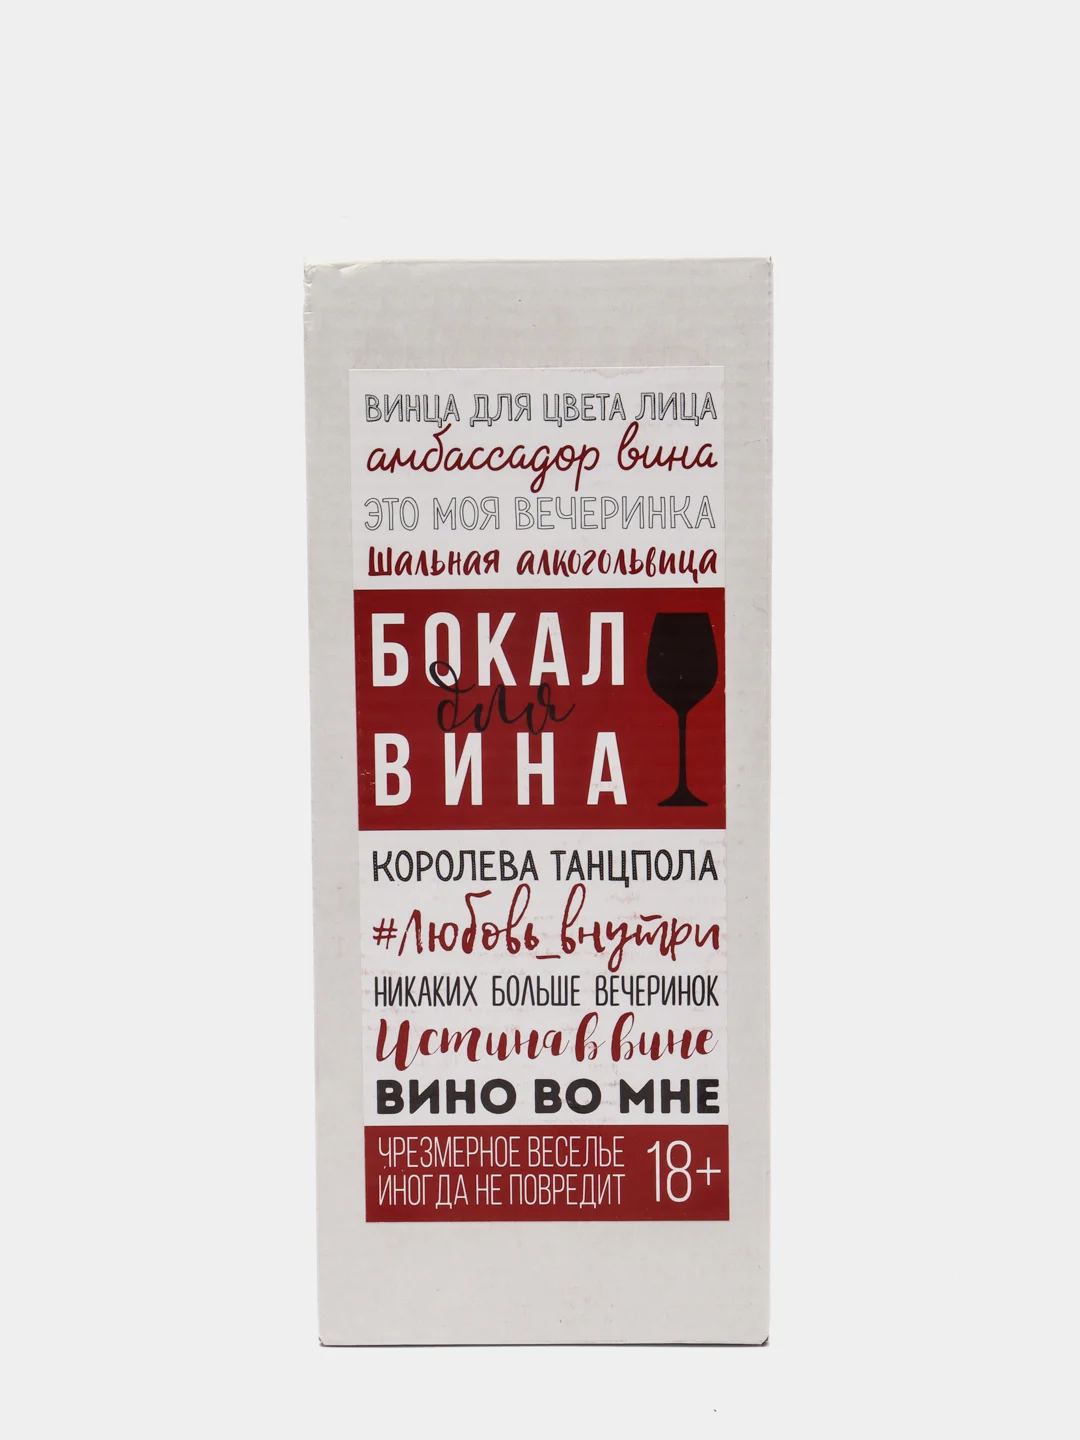 ВИНЦА ДЛЯ ЦВЕТА ЛИЦА
амбассадор вина
ЭТО МОЯ ВЕЧЕРИНКА
Шальная алкогольвица
БОКАЛ
для
ВИНА
КОРОЛЕВА ТАНЦПОЛА
#Любовь_внутри
НИКАКИХ БОЛЬШЕ ВЕЧЕРИНОК
Истина в вине
ВИНО ВО МНЕ
ЧРЕЗМЕРНОЕ ВЕСЕЛЬЕ
ИНОГДА НЕ ПОВРЕДИТ
18+